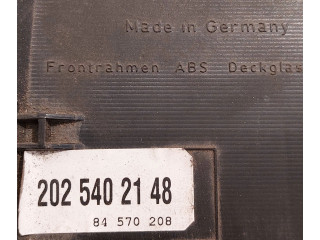 Made in Germany
Frontrahmen ABS Deckglas
202 540 21 48
84 570 208